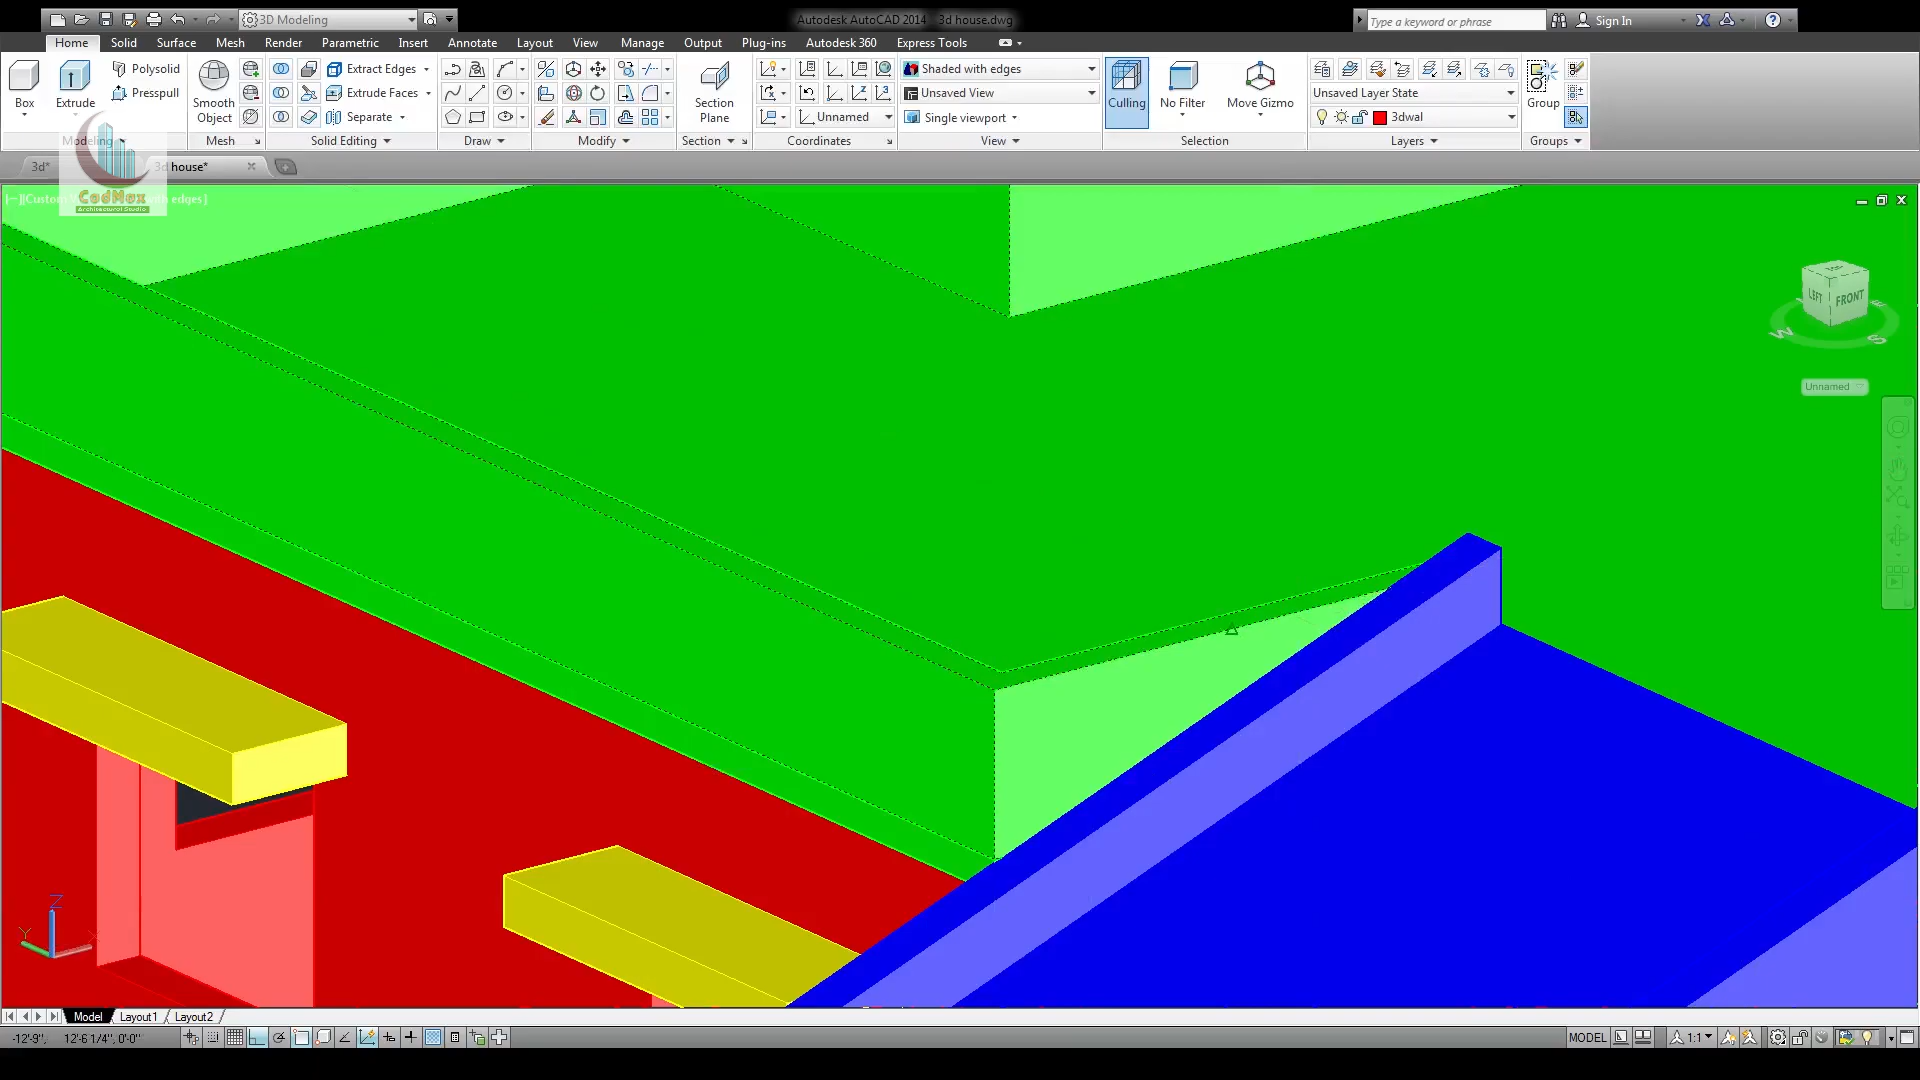 3D Modeling
Autodesk AutoCAD 2014 3d house.dwg
Type a keyword or phrase
Sign In
Home Solid Surface Mesh Render Parametric Insert Annotate Layout View Manage Output Plug-ins Autodesk 360 Express Tools
Box
Extrude
Polysolid
Presspull
Smooth
Object
Extract Edges
Extrude Faces
Separate
Section
Plane
Shaded with edges
Unsaved View
Single viewport
Unnamed
Culling
No Filter
Move Gizmo
Unsaved Layer State
3dwal
Group
Modeling
Mesh
Solid Editing
Draw
Modify
Section
Coordinates
View
Selection
Layers
Groups
3d*
3d house*
CadMax
Architectural Studio
[−][Custom
with edges]
TOP
LEFT
FRONT
W
S
E
Unnamed
Z
Y
X
Model
Layout1
Layout2
-12'-9", 12'-6 1/4", 0'-0"
MODEL
1:1